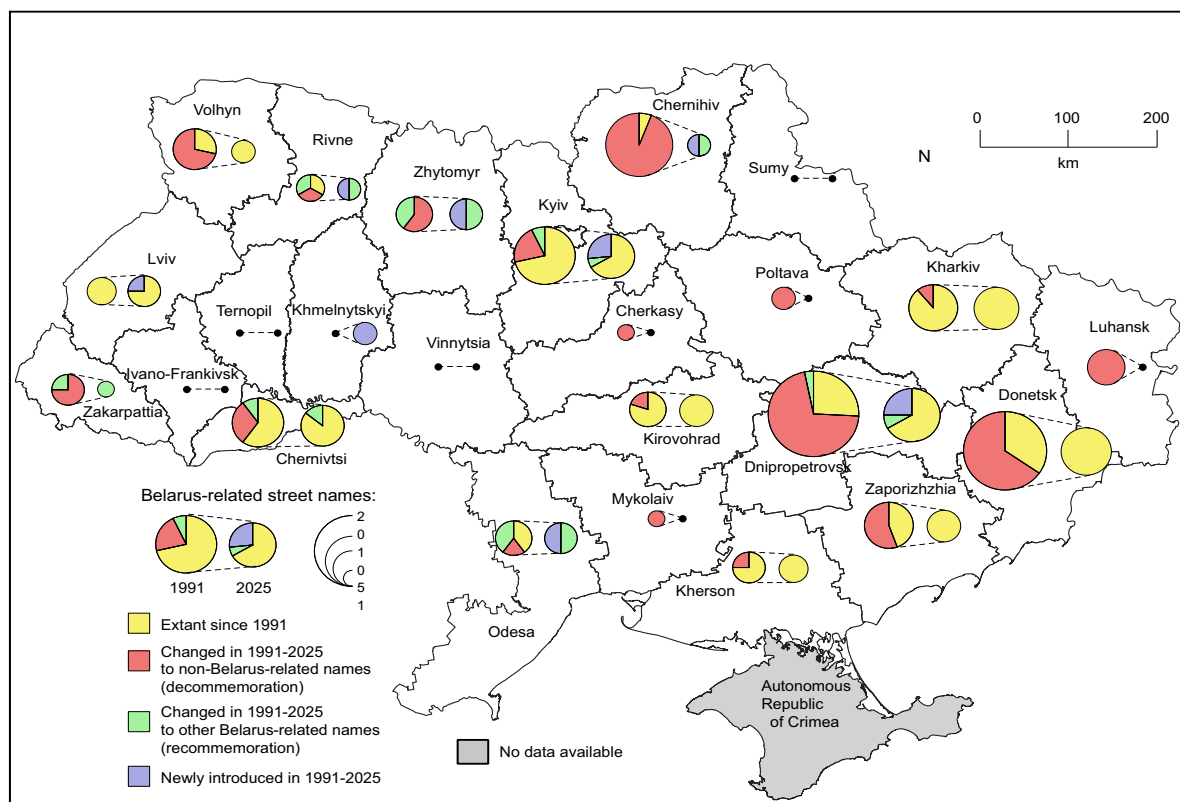 Volhyn
Rivne
Zhytomyr
Kyiv
Chernihiv
Sumy
N
0 100 200
km
Lviv
Ternopil
Khmelnytskyi
Vinnytsia
Cherkasy
Poltava
Kharkiv
Luhansk
Ivano-Frankivsk
Zakarpattia
Chernivtsi
Kirovohrad
Dnipropetrovsk
Donetsk
Zaporizhzhia
Mykolaiv
Kherson
Odesa
Autonomous
Republic
of Crimea
Belarus-related street names:
1991 2025
2
0
1
0
5
1
Extant since 1991
Changed in 1991-2025
to non-Belarus-related names
(decommemoration)
Changed in 1991-2025
to other Belarus-related names
(recommemoration)
Newly introduced in 1991-2025
No data available